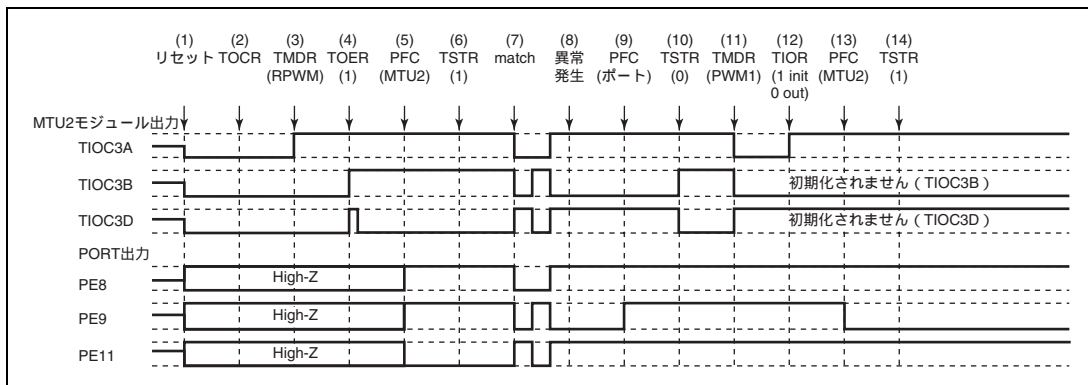 (1) (2) (3) (4) (5) (6) (7) (8) (9) (10) (11) (12) (13) (14)
リセット TOCR TMDR TOER PFC TSTR match 異常 PFC TSTR TMDR TIOR PFC TSTR
(RPWM) (1) (MTU2) (1) 発生 (ポート) (0) (PWM1) (1 init (MTU2) (1)
0 out)
MTU2モジュール出力
TIOC3A
TIOC3B 初期化されません(TIOC3B)
TIOC3D 初期化されません(TIOC3D)
PORT出力
PE8 High-Z
PE9 High-Z
PE11 High-Z